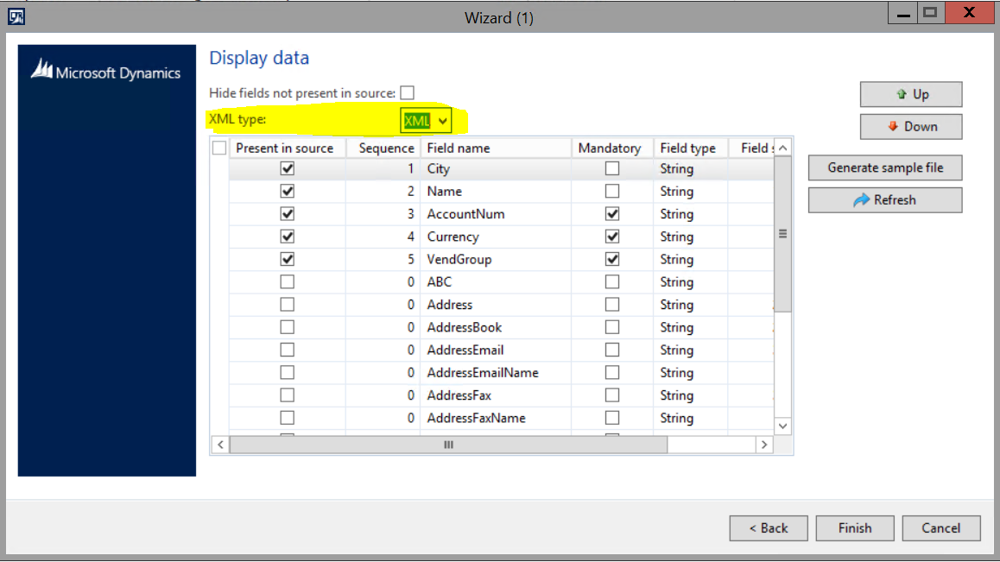 Wizard (1)
X
Microsoft Dynamics
Display data
Hide fields not present in source:
XML type: XML
Up
Down
Generate sample file
Refresh
Present in source Sequence Field name Mandatory Field type Field
1 City String
2 Name String
3 AccountNum String
4 Currency String
5 VendGroup String
0 ABC String
0 Address String
0 AddressBook String
0 AddressEmail String
0 AddressEmailName String
0 AddressFax String
0 AddressFaxName String
< Back Finish Cancel